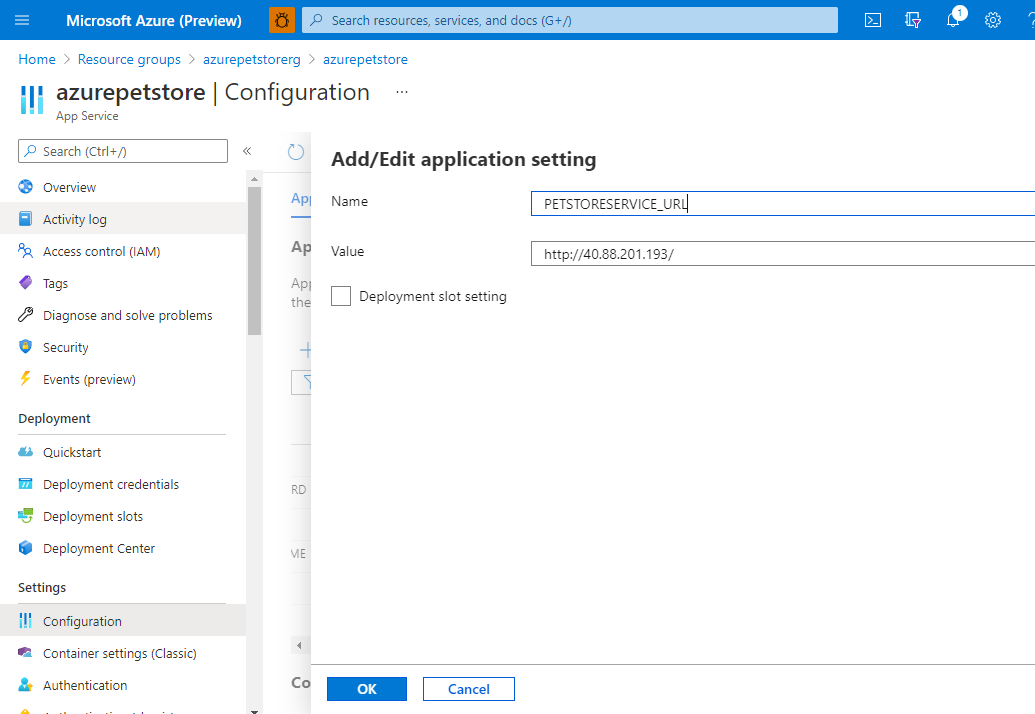 Microsoft Azure (Preview)
Search resources, services, and docs (G+/)
1
Home > Resource groups > azurepetstorerg > azurepetstore
azurepetstore | Configuration ...
App Service
Search (Ctrl+/)
«
Overview
Activity log
Access control (IAM)
Tags
Diagnose and solve problems
Security
Events (preview)
Deployment
Quickstart
Deployment credentials
Deployment slots
Deployment Center
Settings
Configuration
Container settings (Classic)
Authentication
App
Ap
App
the
RD
ME
Co
Add/Edit application setting
Name
PETSTORESERVICE_URL
Value
http://40.88.201.193/
Deployment slot setting
OK
Cancel